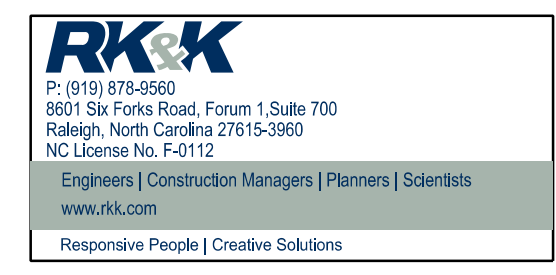 RK&K
P: (919) 878-9560
8601 Six Forks Road, Forum 1,Suite 700
Raleigh, North Carolina 27615-3960
NC License No. F-0112
Engineers | Construction Managers | Planners | Scientists
www.rkk.com
Responsive People | Creative Solutions